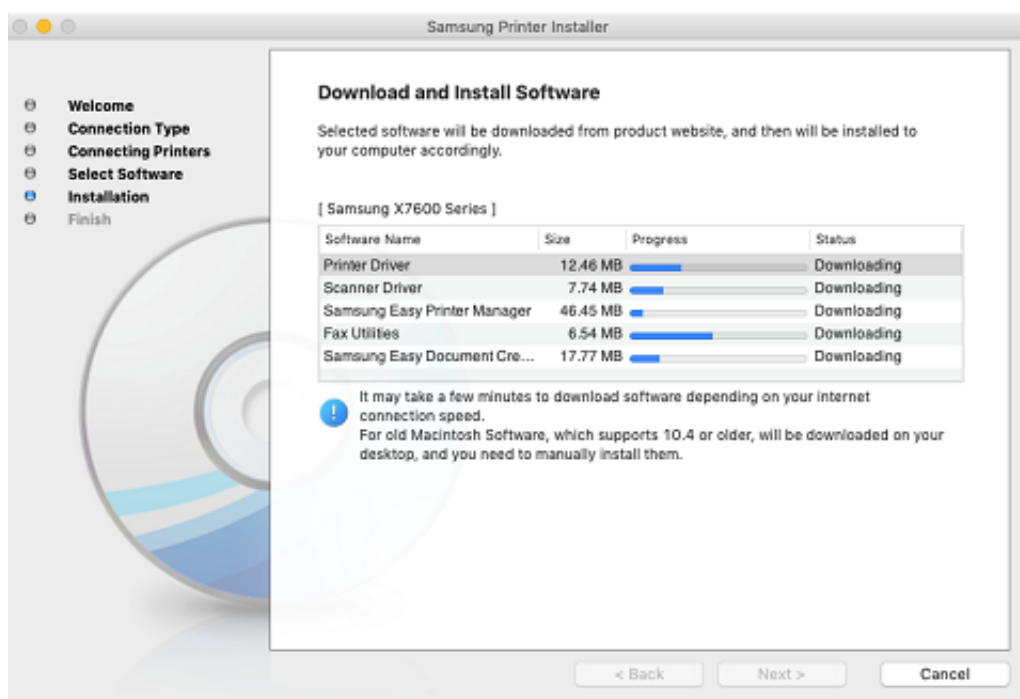 Samsung Printer Installer
Welcome
Connection Type
Connecting Printers
Select Software
Installation
Finish
Download and Install Software
Selected software will be downloaded from product website, and then will be installed to
your computer accordingly.
[ Samsung X7600 Series ]
Software Name Size Progress Status
Printer Driver 12.46 MB Downloading
Scanner Driver 7.74 MB Downloading
Samsung Easy Printer Manager 46.45 MB Downloading
Fax Utilities 6.54 MB Downloading
Samsung Easy Document Cre... 17.77 MB Downloading
It may take a few minutes to download software depending on your internet
connection speed.
For old Macintosh Software, which supports 10.4 or older, will be downloaded on your
desktop, and you need to manually install them.
< Back Next > Cancel